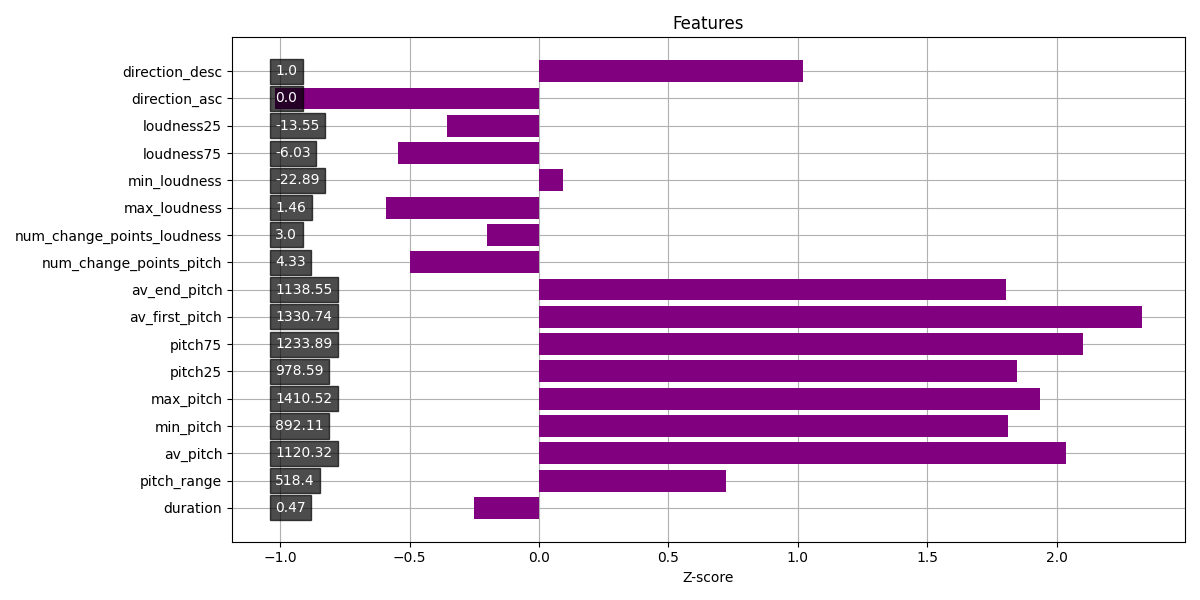 Features
direction_desc 1.0
direction_asc 0.0
loudness25 -13.55
loudness75 -6.03
min_loudness -22.89
max_loudness 1.46
num_change_points_loudness 3.0
num_change_points_pitch 4.33
av_end_pitch 1138.55
av_first_pitch 1330.74
pitch75 1233.89
pitch25 978.59
max_pitch 1410.52
min_pitch 892.11
av_pitch 1120.32
pitch_range 518.4
duration 0.47
−1.0 −0.5 0.0 0.5 1.0 1.5 2.0
Z-score